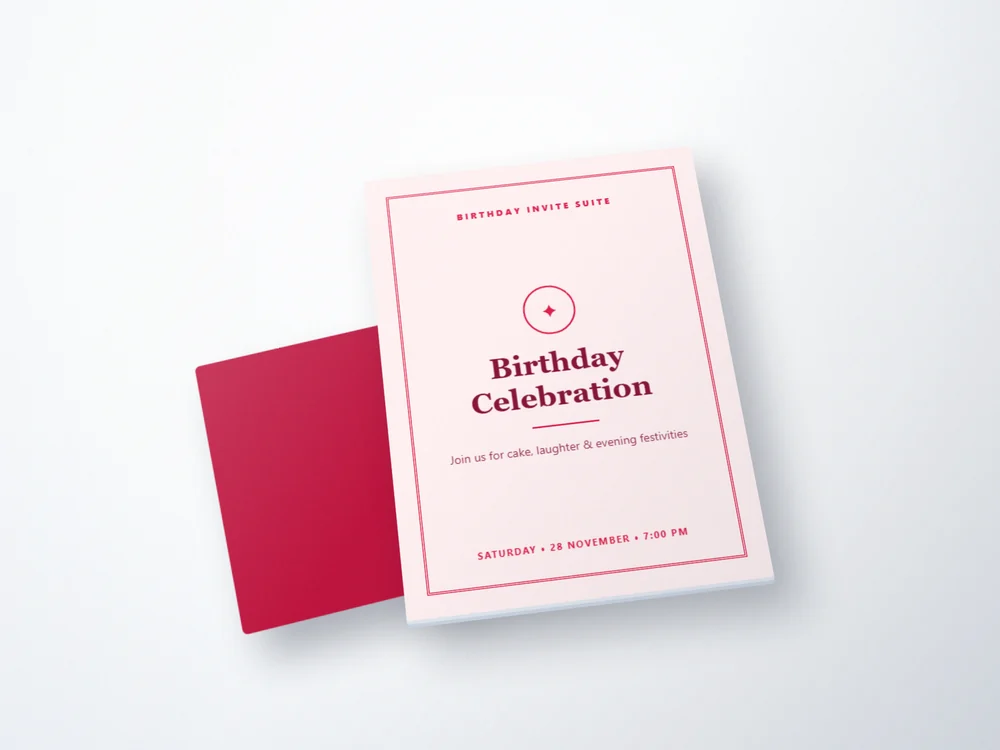 BIRTHDAY INVITE SUITE
Birthday
Celebration
Join us for cake, laughter & evening festivities
SATURDAY • 28 NOVEMBER • 7:00 PM